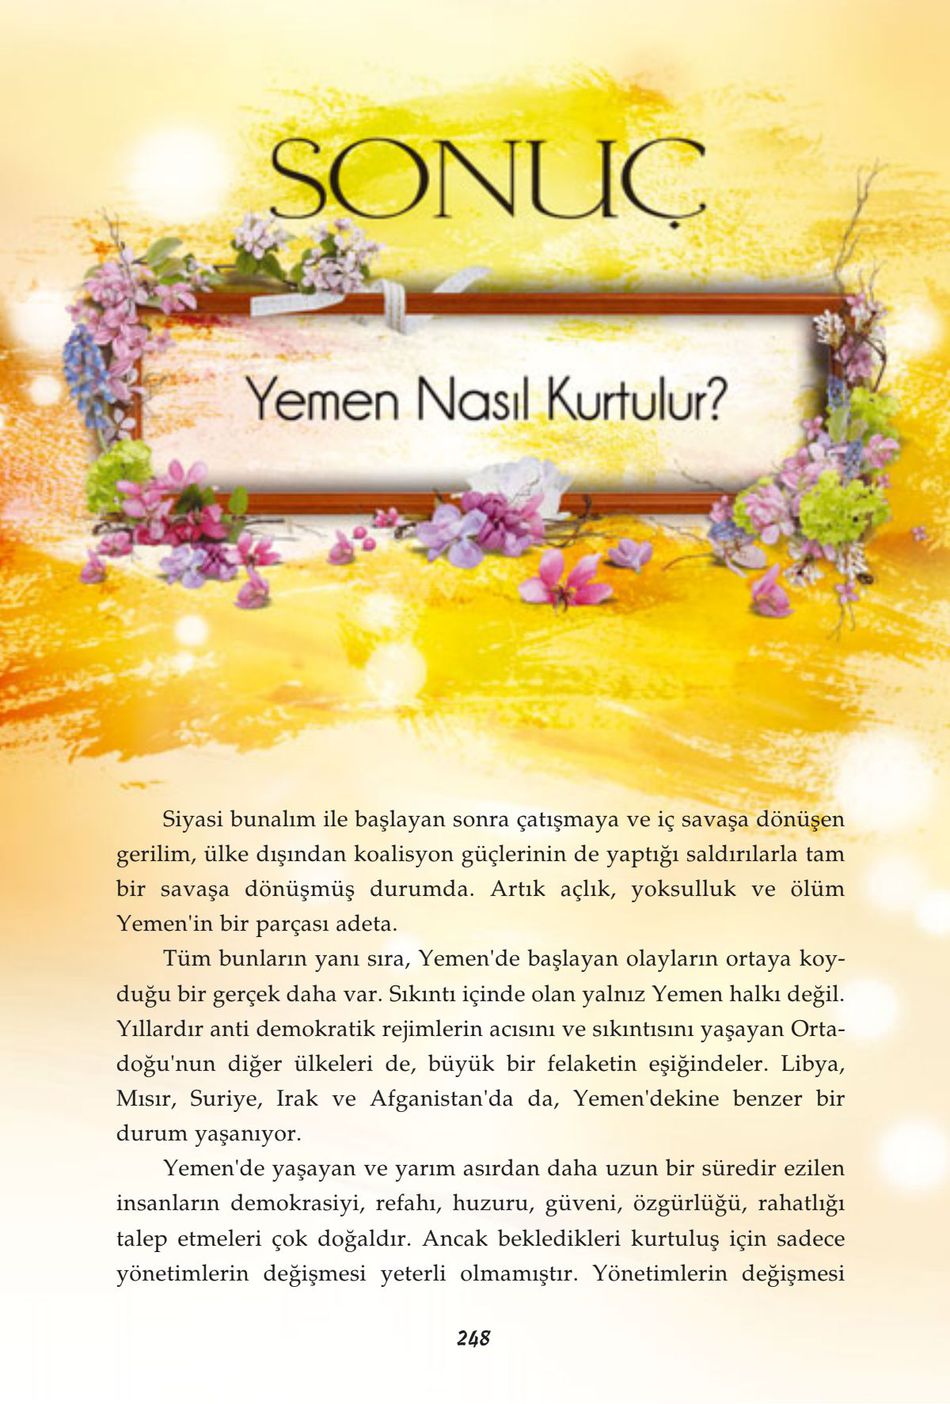 SONUÇ
Yemen Nasıl Kurtulur?
Siyasi bunalım ile başlayan sonra çatışmaya ve iç savaşa dönüşen
gerilim, ülke dışından koalisyon güçlerinin de yaptığı saldırılarla tam
bir savaşa dönüşmüş durumda. Artık açlık, yoksulluk ve ölüm
Yemen'in bir parçası adeta.
Tüm bunların yanı sıra, Yemen'de başlayan olayların ortaya koy-
duğu bir gerçek daha var. Sıkıntı içinde olan yalnız Yemen halkı değil.
Yıllardır anti demokratik rejimlerin acısını ve sıkıntısını yaşayan Orta-
doğu'nun diğer ülkeleri de, büyük bir felaketin eşiğindeler. Libya,
Mısır, Suriye, Irak ve Afganistan'da da, Yemen'dekine benzer bir
durum yaşanıyor.
Yemen'de yaşayan ve yarım asırdan daha uzun bir süredir ezilen
insanların demokrasiyi, refahı, huzuru, güveni, özgürlüğü, rahatlığı
talep etmeleri çok doğaldır. Ancak bekledikleri kurtuluş için sadece
yönetimlerin değişmesi yeterli olmamıştır. Yönetimlerin değişmesi
248